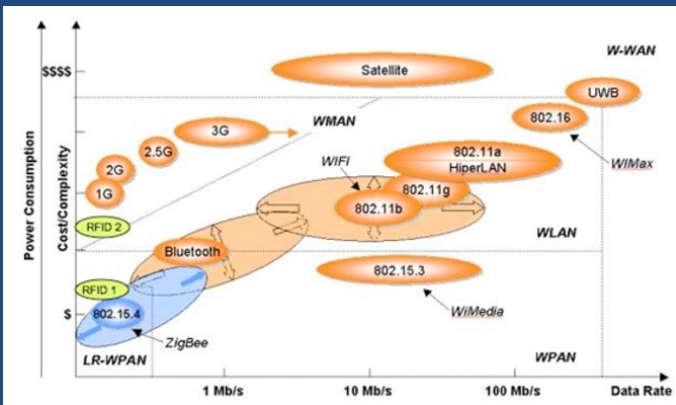 W-WAN
$$$$
Satellite
UWB
WMAN
802.16
3G
2.5G
WIFI
802.11a
HiperLAN
WIMax
2G
1G
802.11g
802.11b
RFID 2
WLAN
Bluetooth
802.15.3
RFID 1
$
802.15.4
WiMedia
ZigBee
LR-WPAN
WPAN
Power Consumption
Cost/Complexity
1 Mb/s
10 Mb/s
100 Mb/s
Data Rate